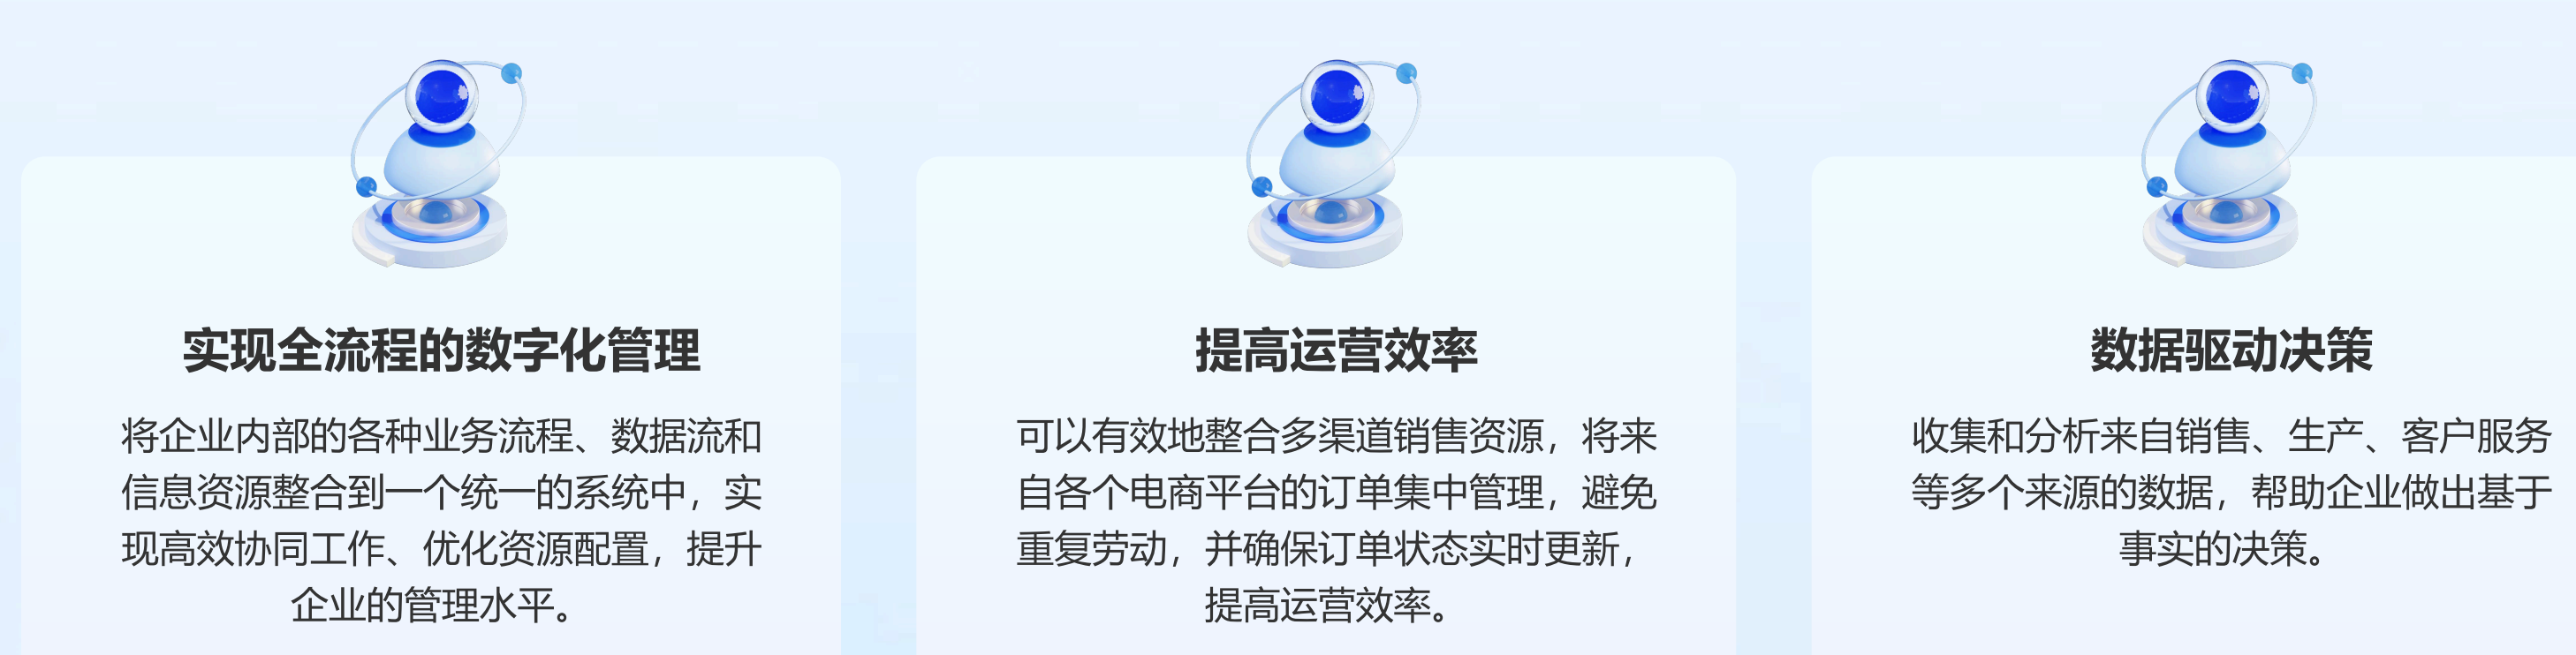 实现全流程的数字化管理
将企业内部的各种业务流程、数据流和
信息资源整合到一个统一的系统中，实
现高效协同工作、优化资源配置，提升
企业的管理水平。
提高运营效率
可以有效地整合多渠道销售资源，将来
自各个电商平台的订单集中管理，避免
重复劳动，并确保订单状态实时更新，
提高运营效率。
数据驱动决策
收集和分析来自销售、生产、客户服务
等多个来源的数据，帮助企业做出基于
事实的决策。